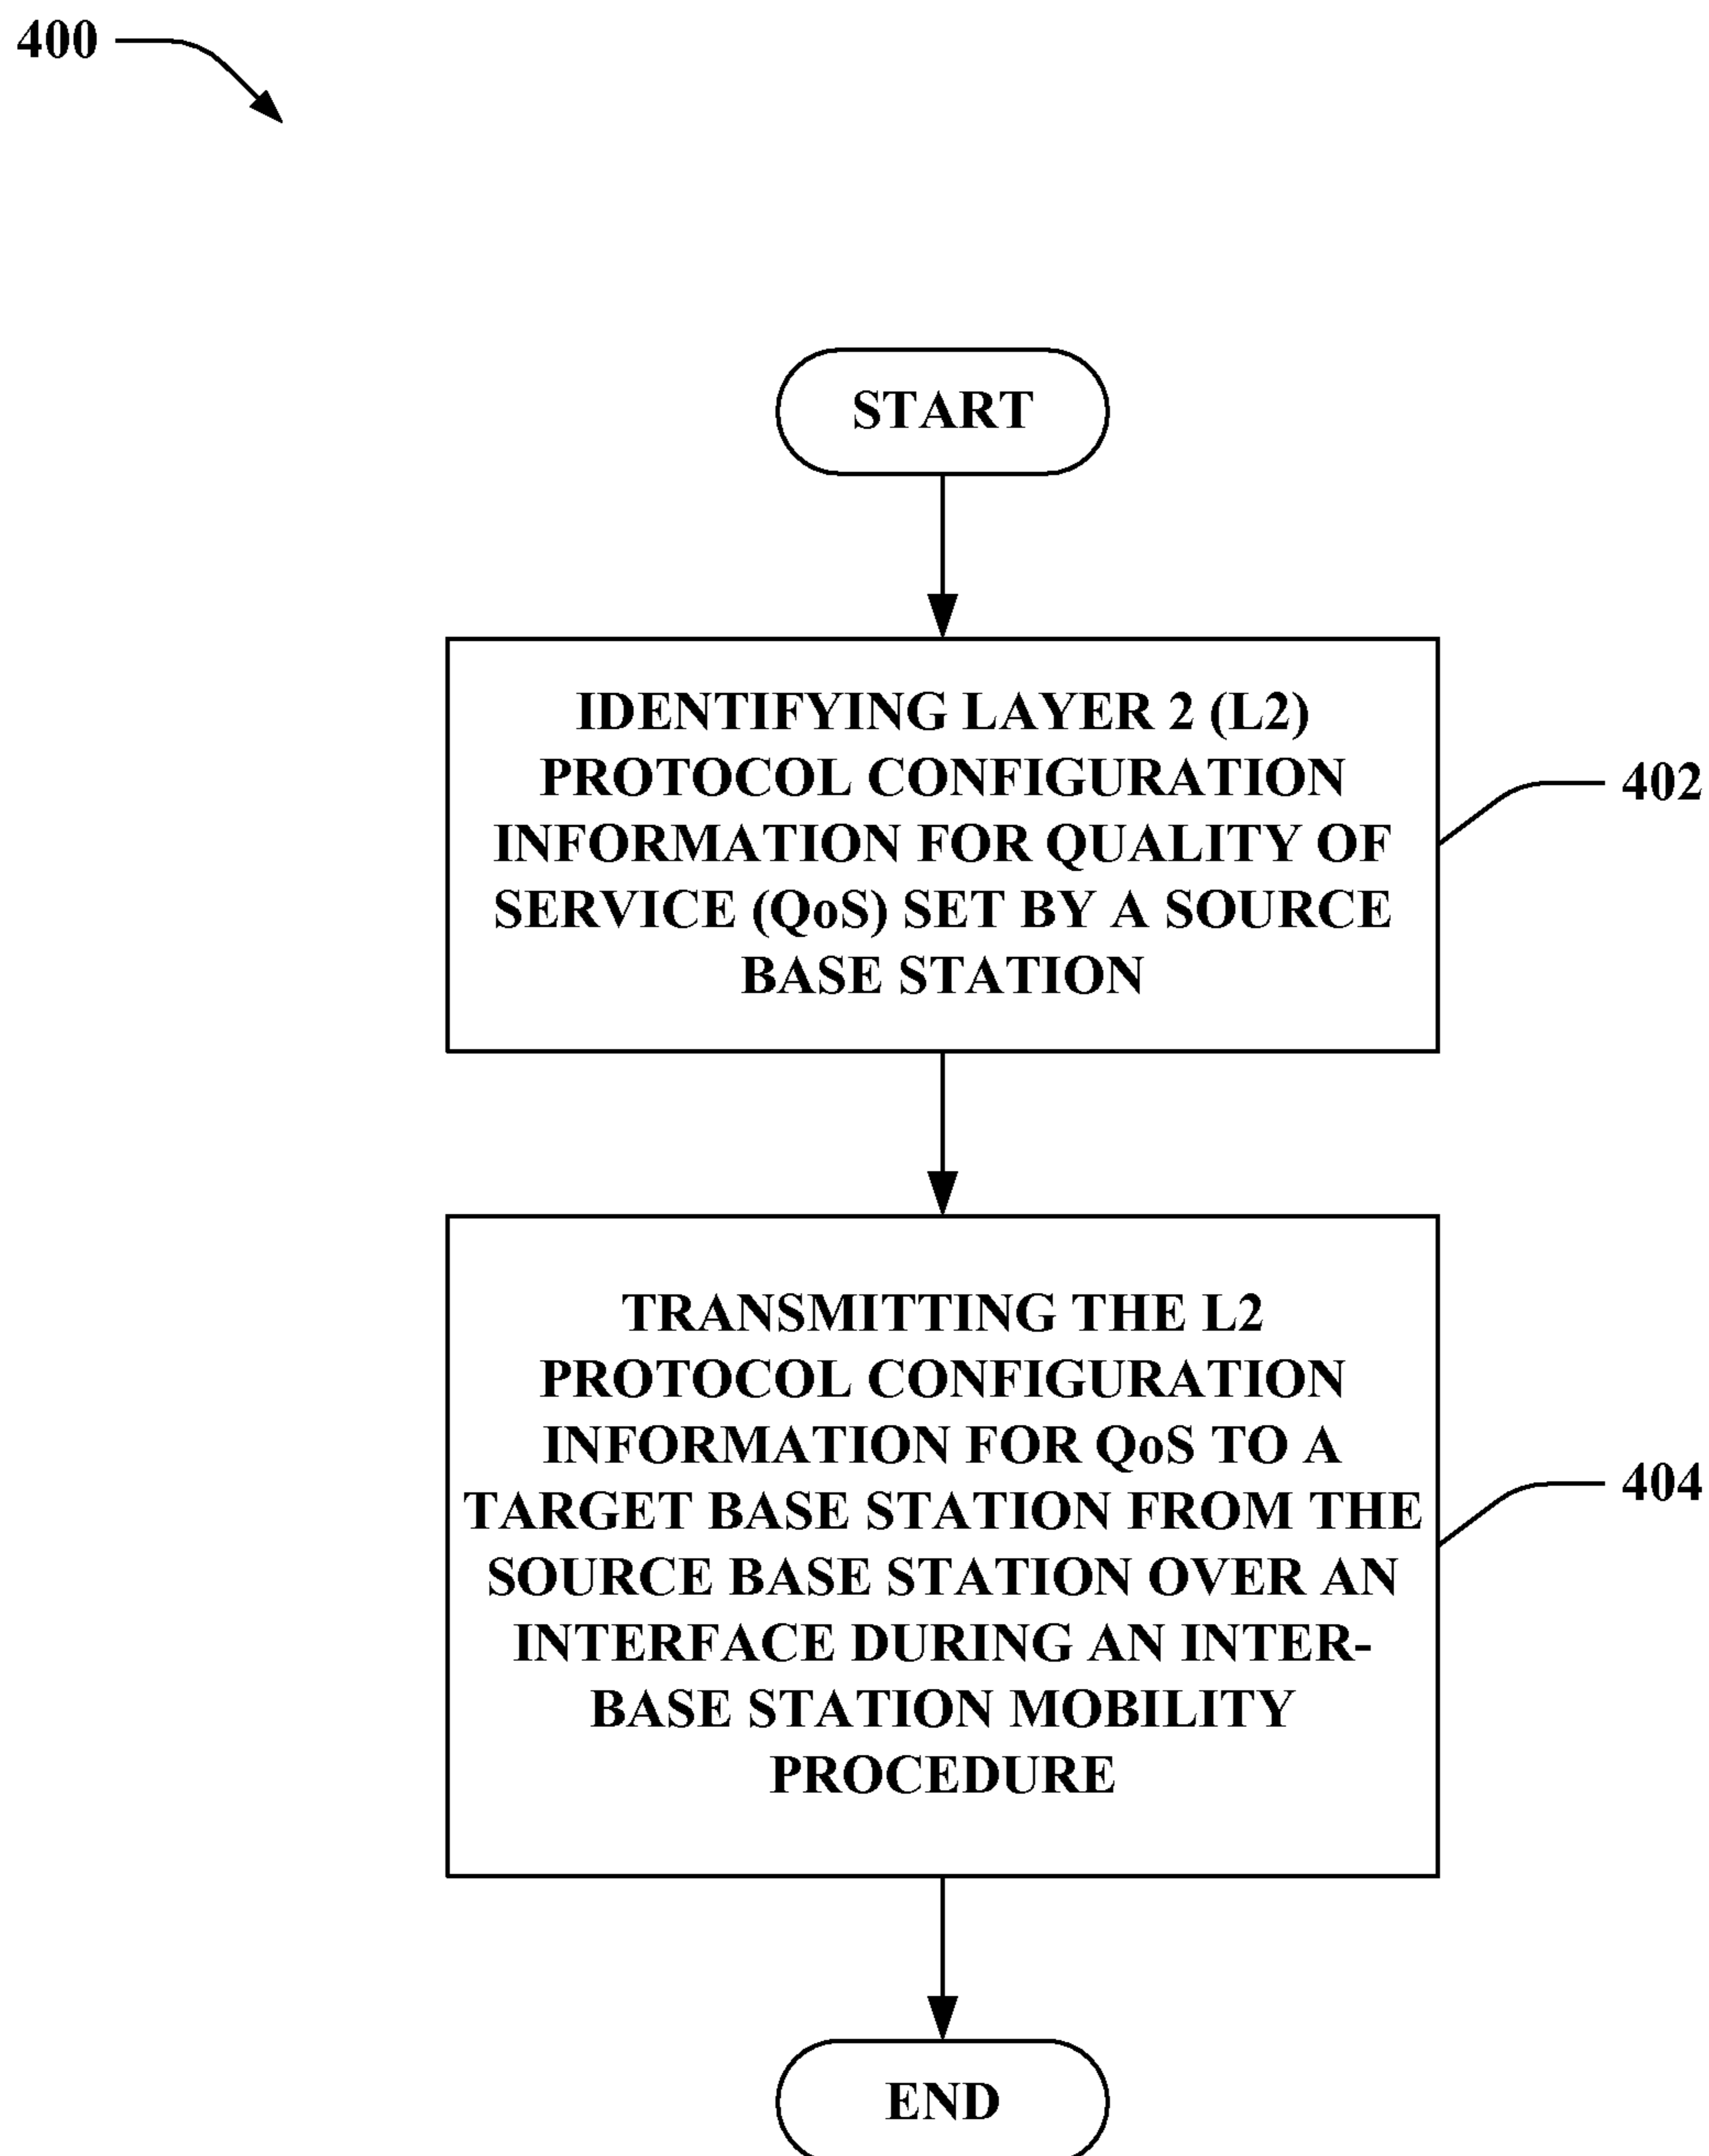 400
START
IDENTIFYING LAYER 2 (L2)
PROTOCOL CONFIGURATION
INFORMATION FOR QUALITY OF
SERVICE (QoS) SET BY A SOURCE
BASE STATION
402
TRANSMITTING THE L2
PROTOCOL CONFIGURATION
INFORMATION FOR QoS TO A
TARGET BASE STATION FROM THE
SOURCE BASE STATION OVER AN
INTERFACE DURING AN INTER-
BASE STATION MOBILITY
PROCEDURE
404
END